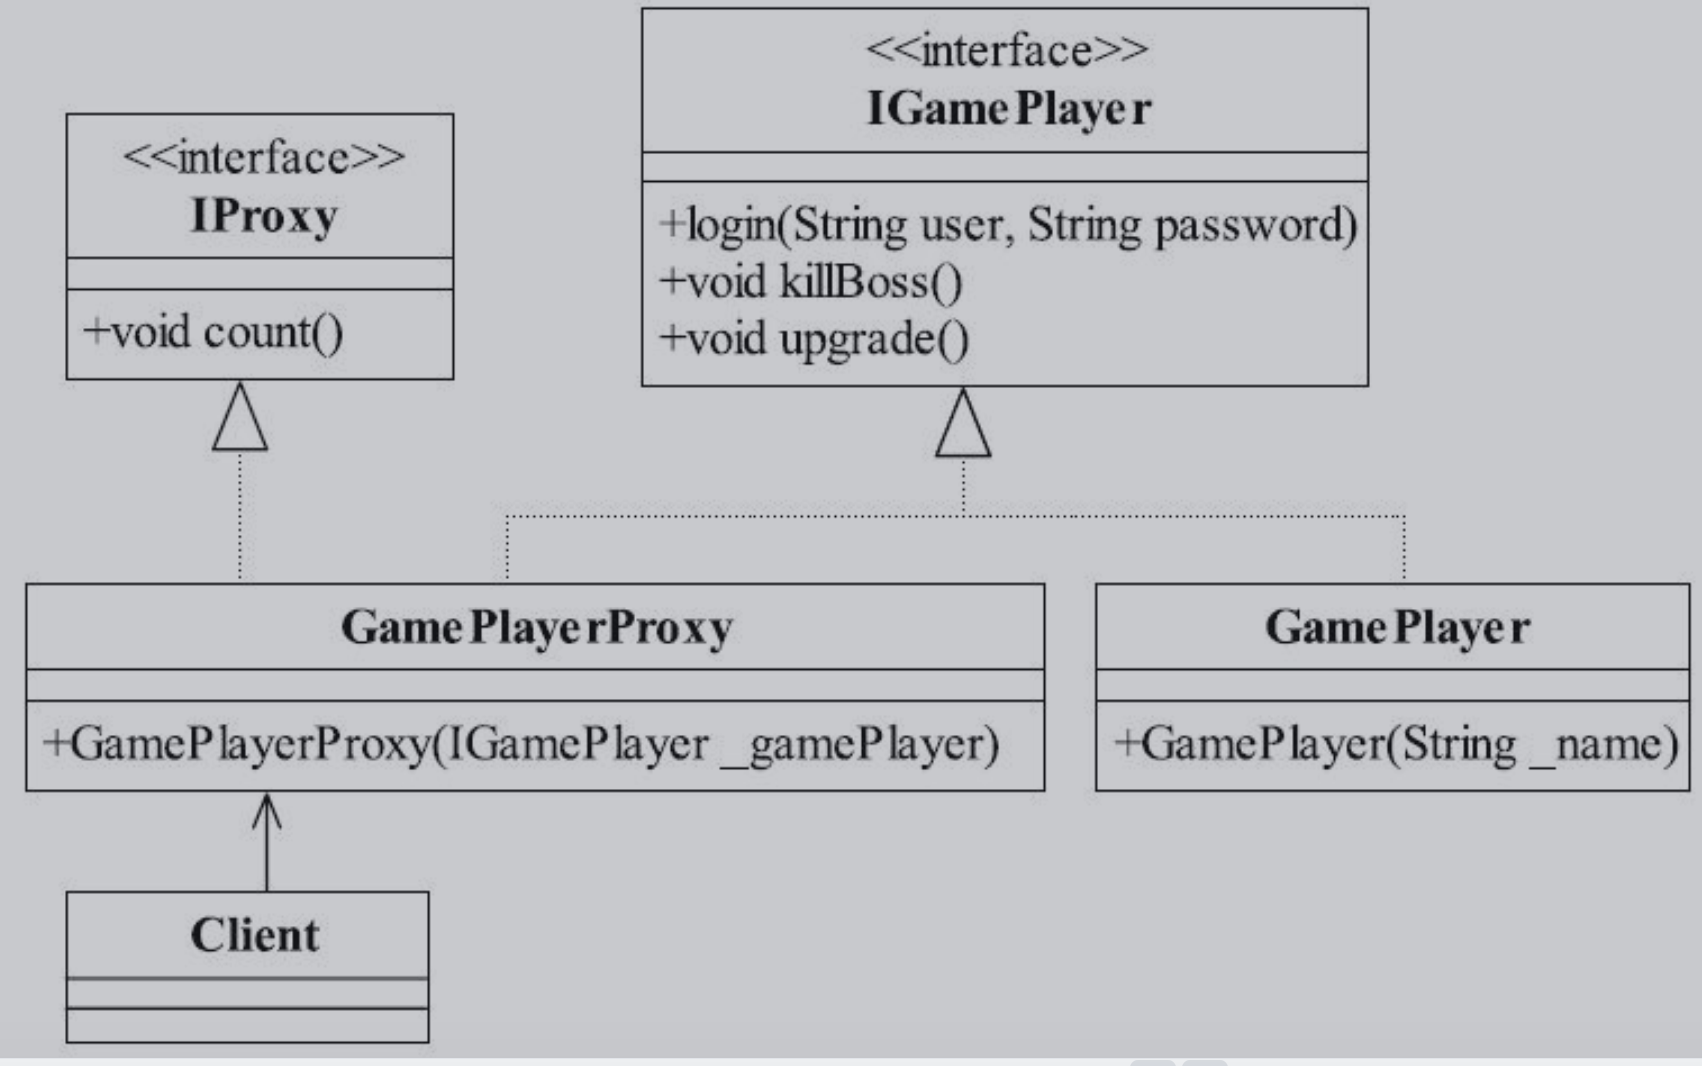 <<interface>>
IProxy
+void count()
<<interface>>
IGamePlayer
+login(String user, String password)
+void killBoss()
+void upgrade()
GamePlayerProxy
+GamePlayerProxy(IGamePlayer _gamePlayer)
GamePlayer
+GamePlayer(String _name)
Client